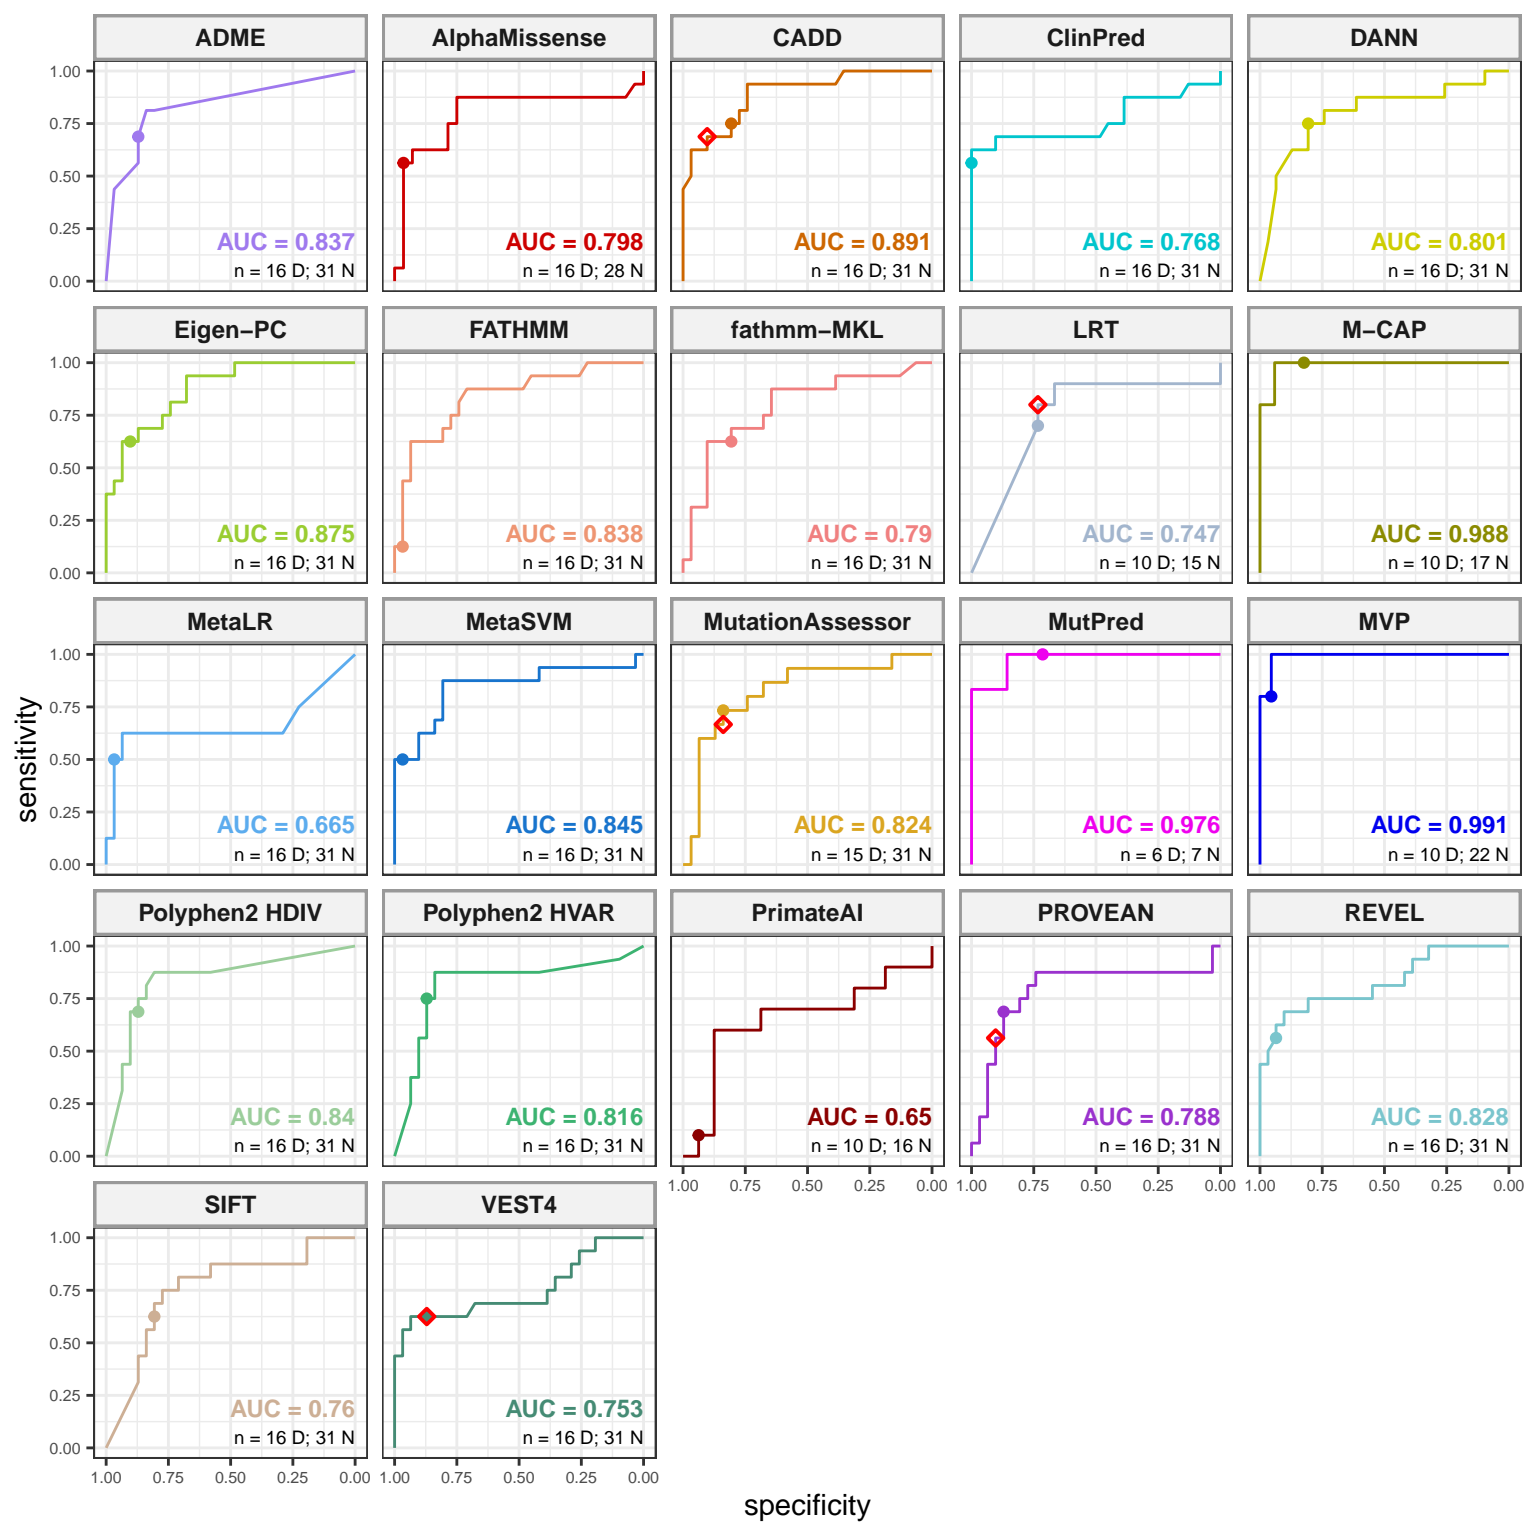 ADME AlphaMissense CADD ClinPred DANN
1.00
0.75
0.50
0.25
0.00
AUC = 0.837 AUC = 0.798 AUC = 0.891 AUC = 0.768 AUC = 0.801
n = 16 D; 31 N n = 16 D; 28 N n = 16 D; 31 N n = 16 D; 31 N n = 16 D; 31 N
Eigen−PC FATHMM fathmm−MKL LRT M−CAP
1.00
0.75
0.50
0.25
0.00
AUC = 0.875 AUC = 0.838 AUC = 0.79 AUC = 0.747 AUC = 0.988
n = 16 D; 31 N n = 16 D; 31 N n = 16 D; 31 N n = 10 D; 15 N n = 10 D; 17 N
MetaLR MetaSVM MutationAssessor MutPred MVP
1.00
0.75
0.50
0.25
0.00
AUC = 0.665 AUC = 0.845 AUC = 0.824 AUC = 0.976 AUC = 0.991
n = 16 D; 31 N n = 16 D; 31 N n = 15 D; 31 N n = 6 D; 7 N n = 10 D; 22 N
sensitivity
Polyphen2 HDIV Polyphen2 HVAR PrimateAI PROVEAN REVEL
1.00
0.75
0.50
0.25
0.00
AUC = 0.84 AUC = 0.816 AUC = 0.65 AUC = 0.788 AUC = 0.828
n = 16 D; 31 N n = 16 D; 31 N n = 10 D; 16 N n = 16 D; 31 N n = 16 D; 31 N
1.00 0.75 0.50 0.25 0.00 1.00 0.75 0.50 0.25 0.00 1.00 0.75 0.50 0.25 0.00
SIFT VEST4
1.00
0.75
0.50
0.25
0.00
AUC = 0.76 AUC = 0.753
n = 16 D; 31 N n = 16 D; 31 N
1.00 0.75 0.50 0.25 0.00 1.00 0.75 0.50 0.25 0.00
specificity